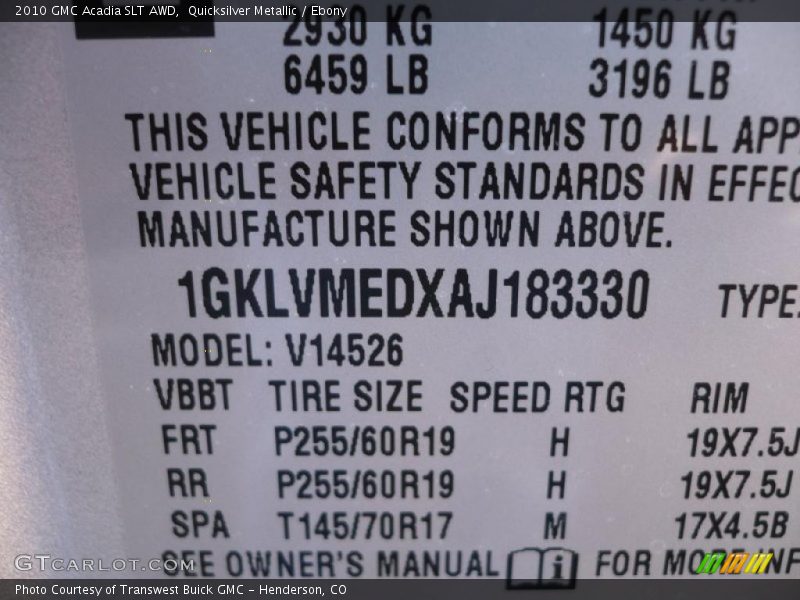 2010 GMC Acadia SLT AWD, Quicksilver Metallic / Ebony
2930 KG 1450 KG
6459 LB 3196 LB
THIS VEHICLE CONFORMS TO ALL APP
VEHICLE SAFETY STANDARDS IN EFFEC
MANUFACTURE SHOWN ABOVE.
1GKLVMEDXAJ183330 TYPE:
MODEL: V14526
VBBT TIRE SIZE SPEED RTG RIM
FRT P255/60R19 H 19X7.5J
RR P255/60R19 H 19X7.5J
SPA T145/70R17 M 17X4.5B
SEE OWNER'S MANUAL i FOR MORE INF
GTCarlot.com
Photo Courtesy of Transwest Buick GMC - Henderson, CO